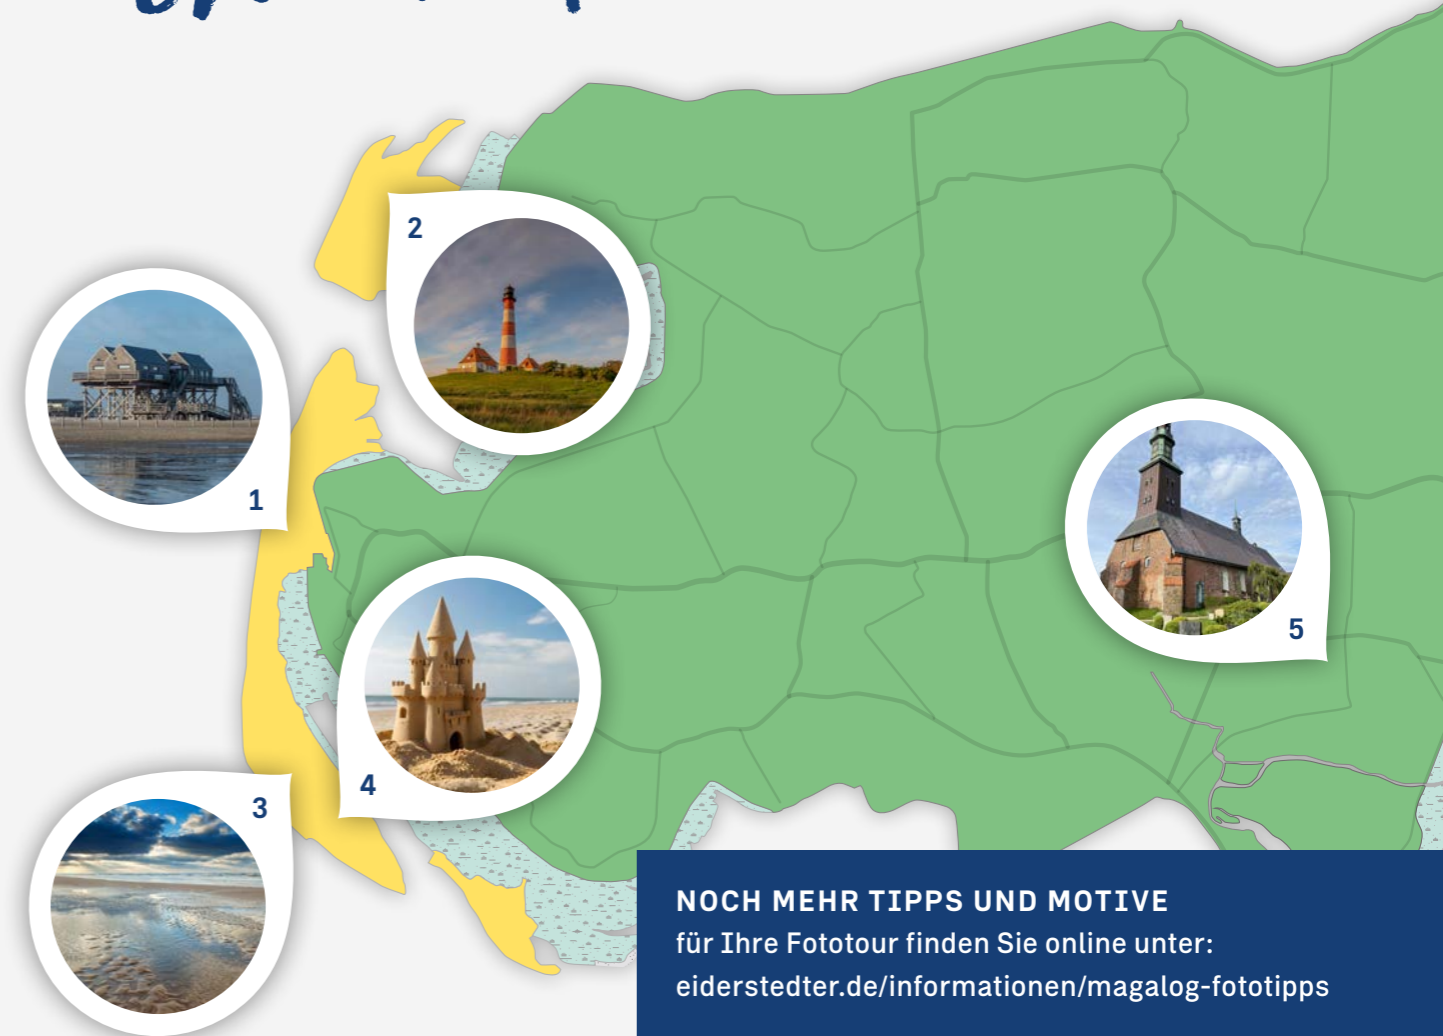 2
1
5
4
3
NOCH MEHR TIPPS UND MOTIVE
für Ihre Fototour finden Sie online unter:
eiderstedter.de/informationen/magalog-fototipps